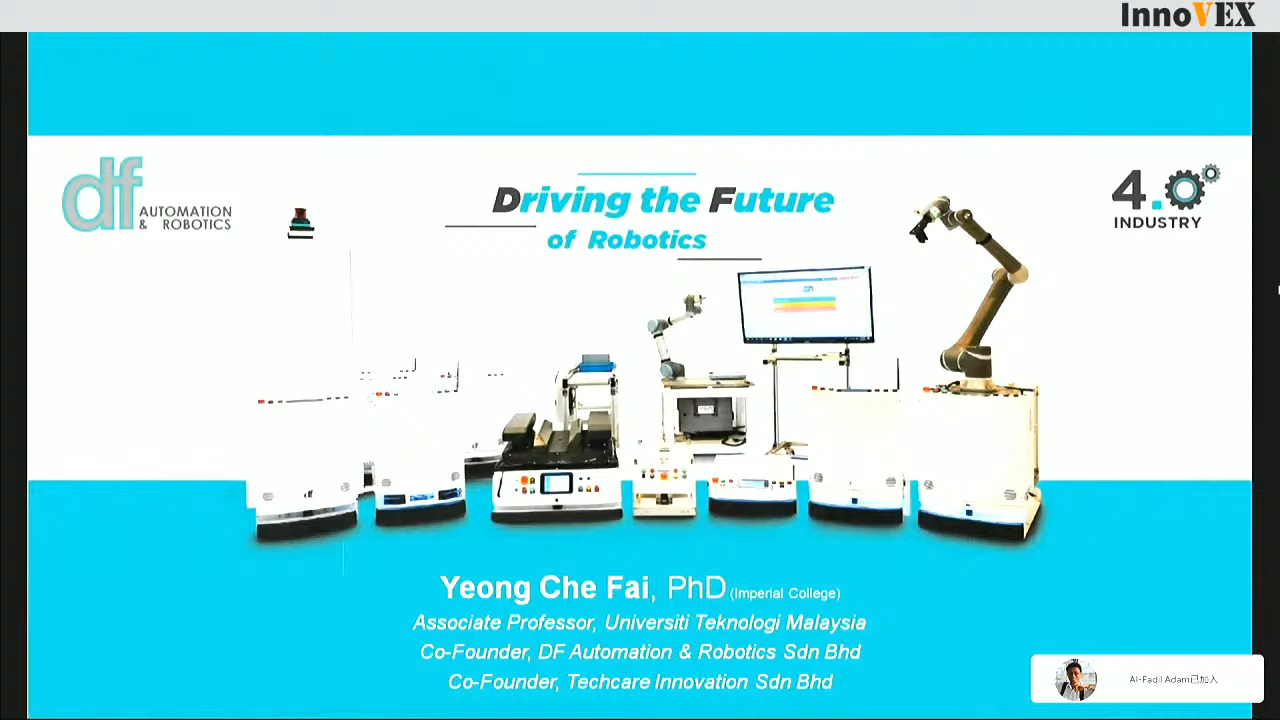 InnoVEX
df AUTOMATION
& ROBOTICS
Driving the Future
of Robotics
4.0
INDUSTRY
df
Yeong Che Fai, PhD (Imperial College)
Associate Professor, Universiti Teknologi Malaysia
Co-Founder, DF Automation & Robotics Sdn Bhd
Co-Founder, Techcare Innovation Sdn Bhd
Al-Fadil Adam已加入